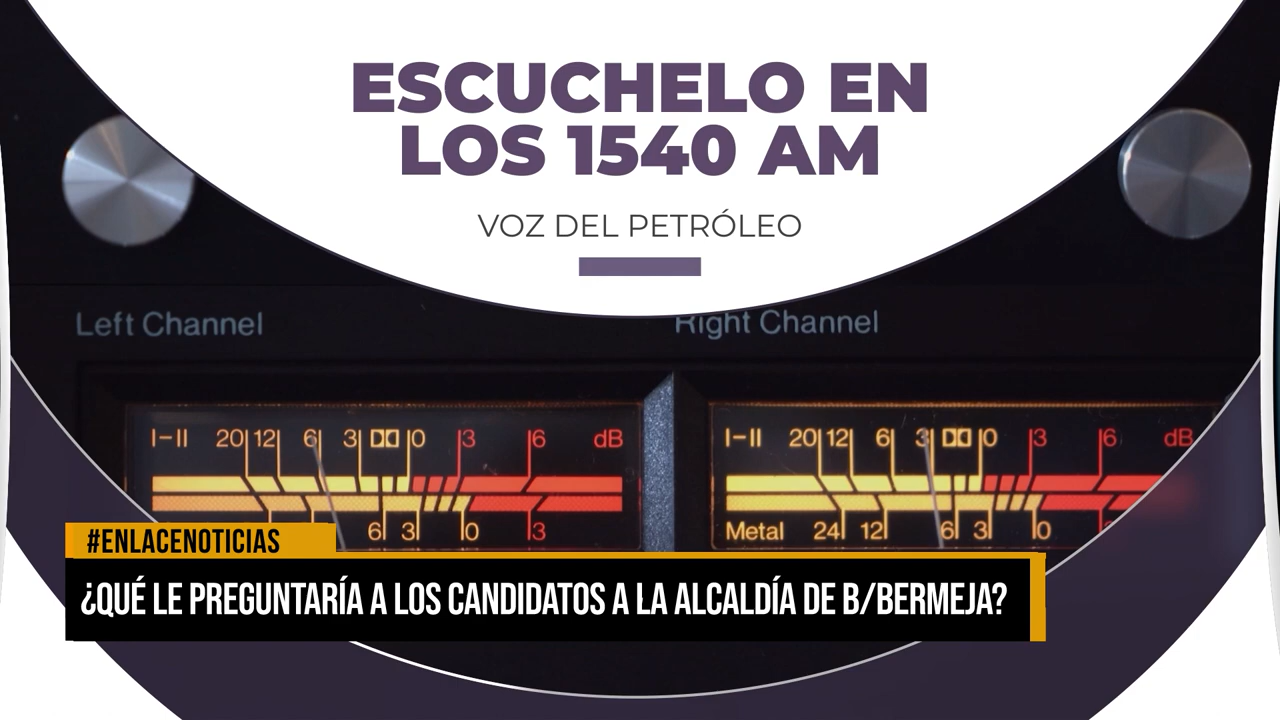 ESCUCHELO EN
LOS 1540 AM
VOZ DEL PETRÓLEO
Left Channel
Right Channel
I-II 20 12 6 3 0 3 6 dB
I-II 20 12 6 3 0 3 6 dB
6 3 0 3
Metal 24 12 6 3 0
#ENLACENOTICIAS
¿QUÉ LE PREGUNTARÍA A LOS CANDIDATOS A LA ALCALDÍA DE B/BERMEJA?